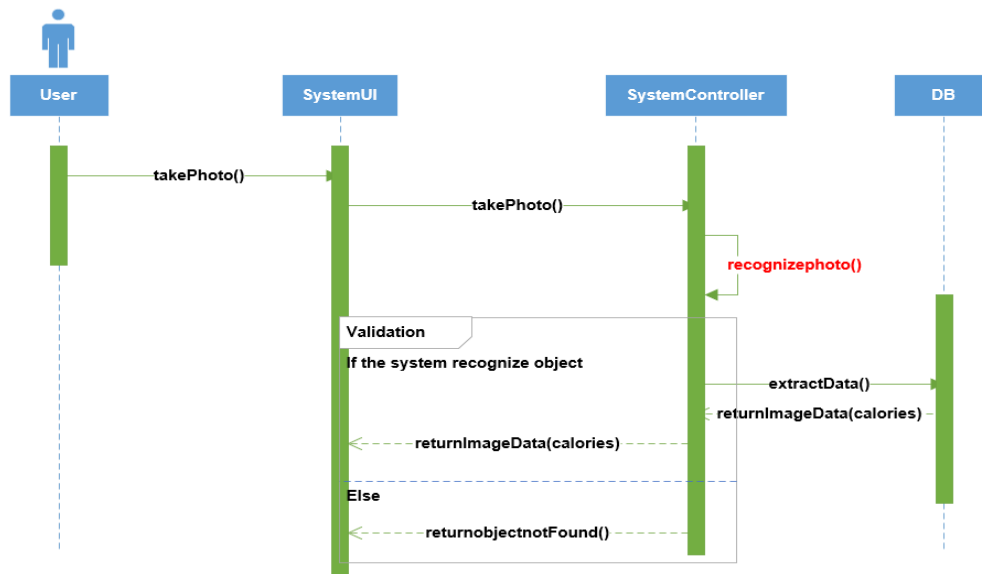 User
SystemUI
SystemController
DB
takePhoto()
takePhoto()
recognizephoto()
Validation
If the system recognize object
extractData()
returnImageData(calories)
returnImageData(calories)
Else
returnobjectnotFound()